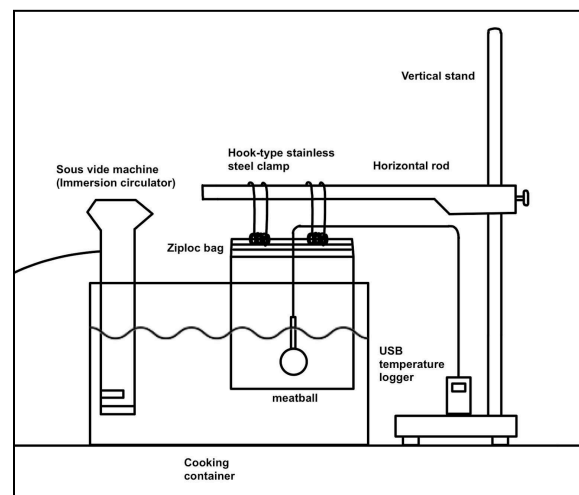 Vertical stand
Hook-type stainless
steel clamp
Horizontal rod
Sous vide machine
(Immersion circulator)
Ziploc bag
USB
temperature
logger
meatball
Cooking
container